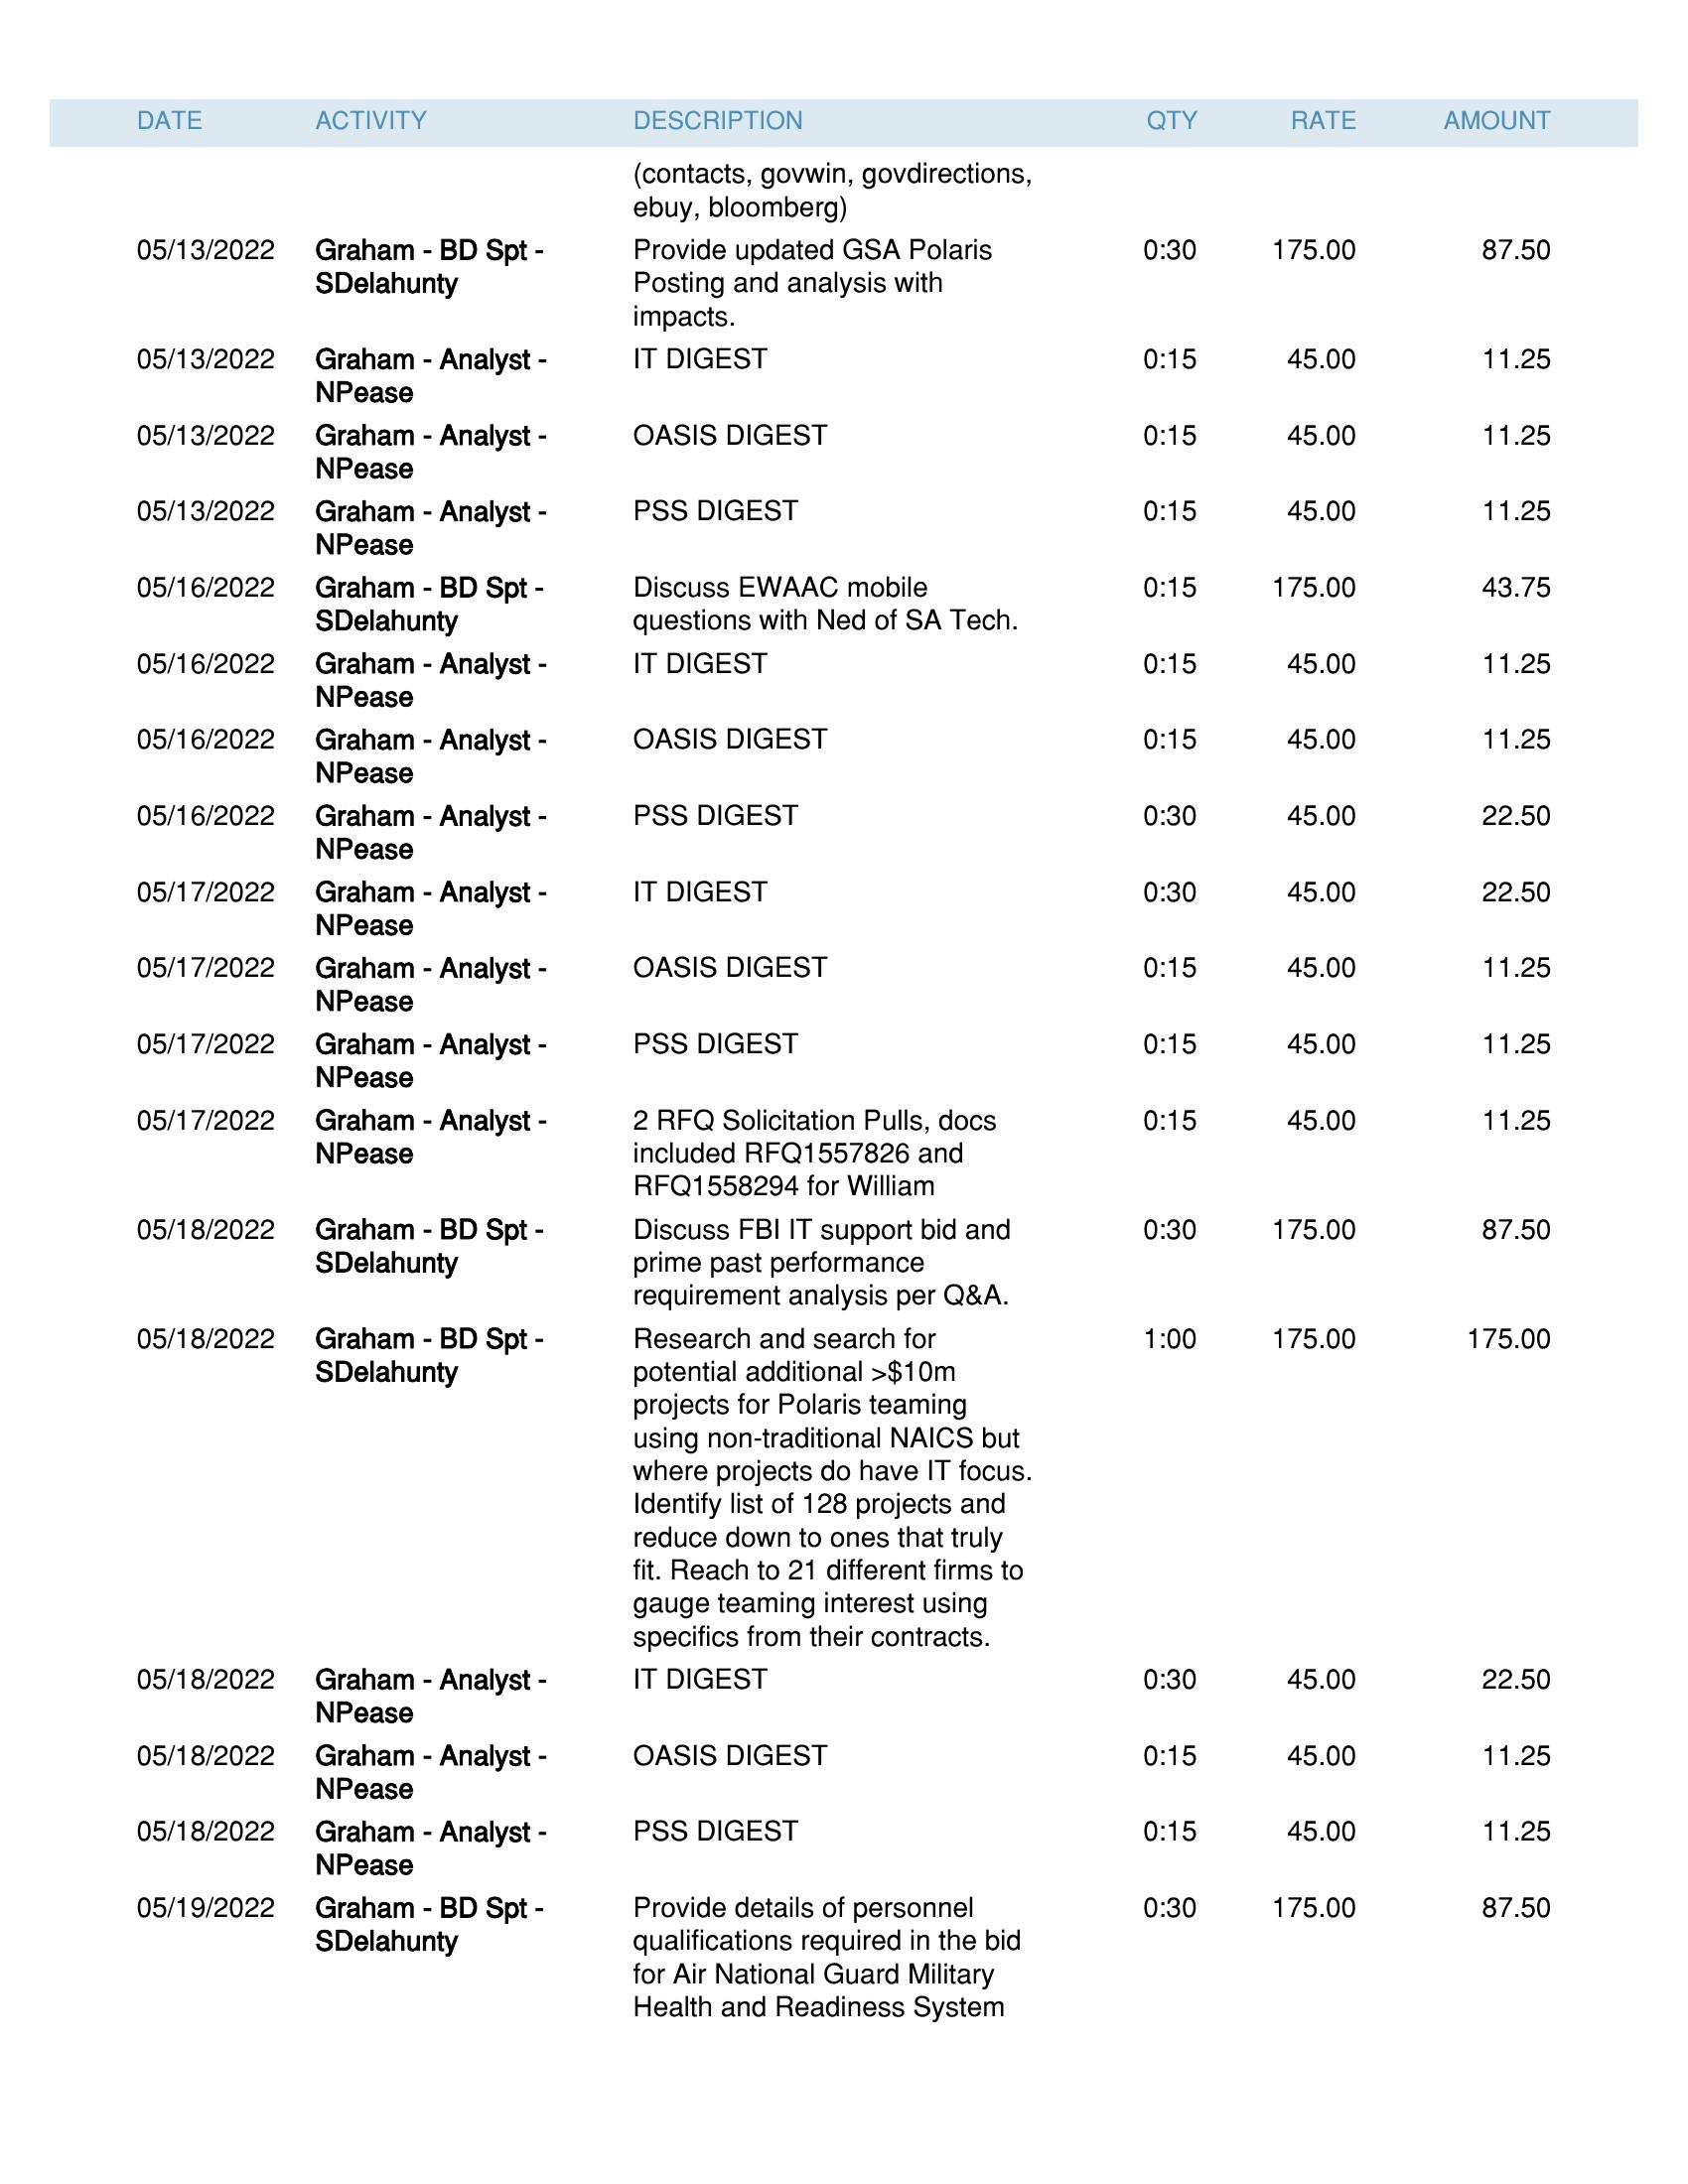 DATE ACTIVITY DESCRIPTION QTY RATE AMOUNT
(contacts, govwin, govdirections,
ebuy, bloomberg)
05/13/2022 Graham - BD Spt - Provide updated GSA Polaris 0:30 175.00 87.50
SDelahunty Posting and analysis with
impacts.
05/13/2022 Graham - Analyst - IT DIGEST 0:15 45.00 11.25
NPease
05/13/2022 Graham - Analyst - OASIS DIGEST 0:15 45.00 11.25
NPease
05/13/2022 Graham - Analyst - PSS DIGEST 0:15 45.00 11.25
NPease
05/16/2022 Graham - BD Spt - Discuss EWAAC mobile 0:15 175.00 43.75
SDelahunty questions with Ned of SA Tech.
05/16/2022 Graham - Analyst - IT DIGEST 0:15 45.00 11.25
NPease
05/16/2022 Graham - Analyst - OASIS DIGEST 0:15 45.00 11.25
NPease
05/16/2022 Graham - Analyst - PSS DIGEST 0:30 45.00 22.50
NPease
05/17/2022 Graham - Analyst - IT DIGEST 0:30 45.00 22.50
NPease
05/17/2022 Graham - Analyst - OASIS DIGEST 0:15 45.00 11.25
NPease
05/17/2022 Graham - Analyst - PSS DIGEST 0:15 45.00 11.25
NPease
05/17/2022 Graham - Analyst - 2 RFQ Solicitation Pulls, docs 0:15 45.00 11.25
NPease included RFQ1557826 and
RFQ1558294 for William
05/18/2022 Graham - BD Spt - Discuss FBI IT support bid and 0:30 175.00 87.50
SDelahunty prime past performance
requirement analysis per Q&A.
05/18/2022 Graham - BD Spt - Research and search for 1:00 175.00 175.00
SDelahunty potential additional >$10m
projects for Polaris teaming
using non-traditional NAICS but
where projects do have IT focus.
Identify list of 128 projects and
reduce down to ones that truly
fit. Reach to 21 different firms to
gauge teaming interest using
specifics from their contracts.
05/18/2022 Graham - Analyst - IT DIGEST 0:30 45.00 22.50
NPease
05/18/2022 Graham - Analyst - OASIS DIGEST 0:15 45.00 11.25
NPease
05/18/2022 Graham - Analyst - PSS DIGEST 0:15 45.00 11.25
NPease
05/19/2022 Graham - BD Spt - Provide details of personnel 0:30 175.00 87.50
SDelahunty qualifications required in the bid
for Air National Guard Military
Health and Readiness System